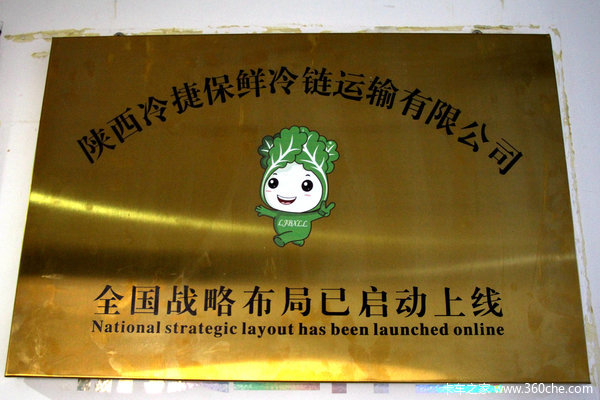 陕西冷捷保鲜冷链运输有限公司
LJBXLL
全国战略布局已启动上线
National strategic layout has been launched online
卡车之家 www.360che.com